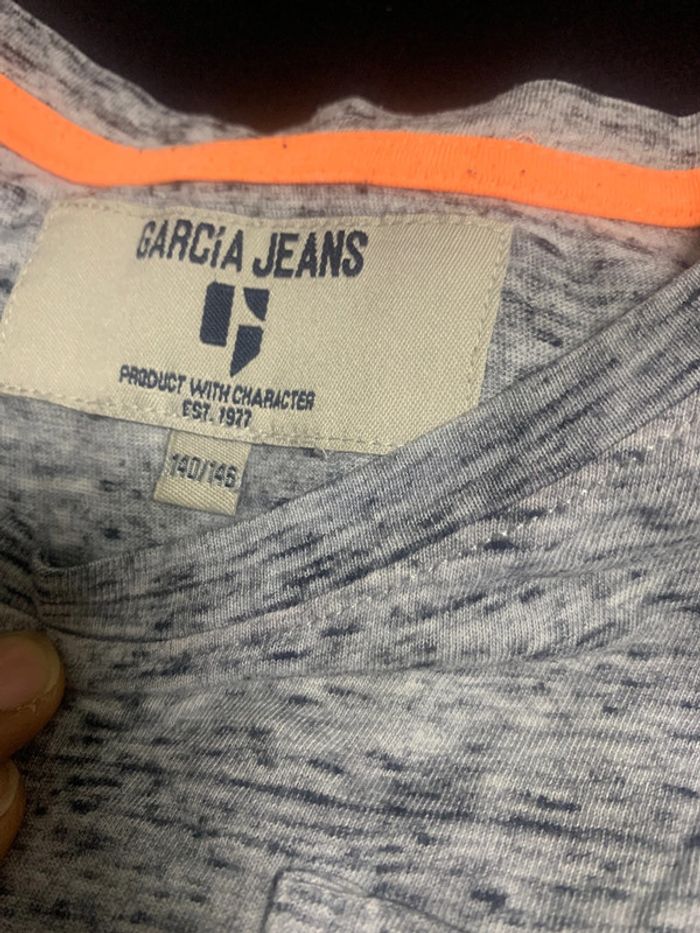 GARCIA JEANS
PRODUCT WITH CHARACTER
EST. 1977
140/146